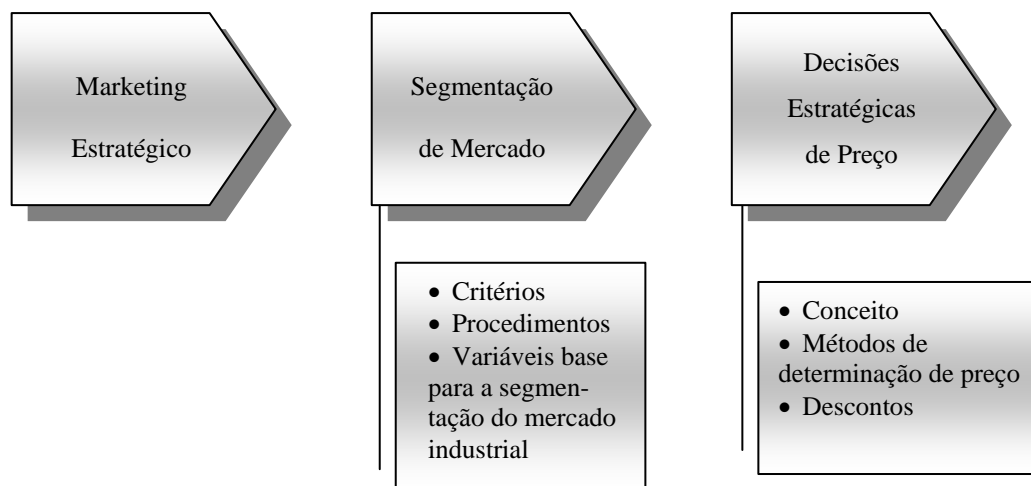 Marketing
Estratégico
Segmentação
de Mercado
Decisões
Estratégicas
de Preço
• Critérios
• Procedimentos
• Variáveis base
para a segmen-
tação do mercado
industrial
• Conceito
• Métodos de
determinação de preço
• Descontos